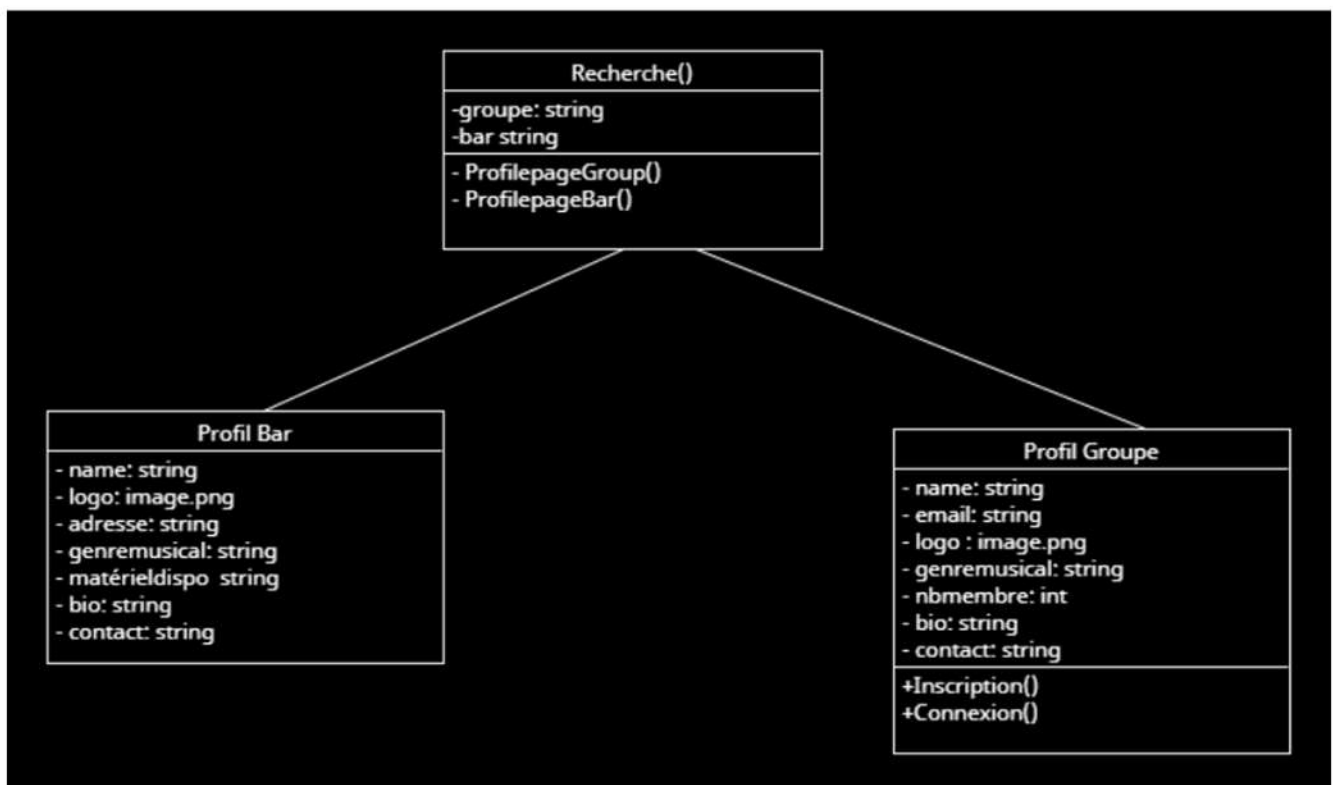 Recherche()
-groupe: string
-bar string
- ProfilepageGroup()
- ProfilepageBar()
Profil Bar
- name: string
- logo: image.png
- adresse: string
- genremusical: string
- matérieldispo string
- bio: string
- contact: string
Profil Groupe
- name: string
- email: string
- logo : image.png
- genremusical: string
- nbmembre: int
- bio: string
- contact: string
+Inscription()
+Connexion()